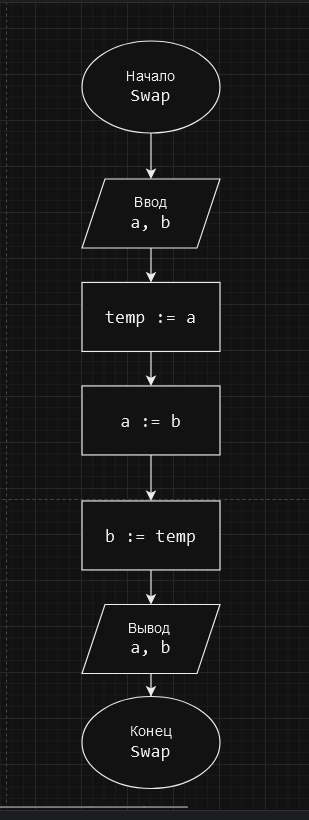 Начало
Swap
Ввод
a, b
temp := a
a := b
b := temp
Вывод
a, b
Конец
Swap